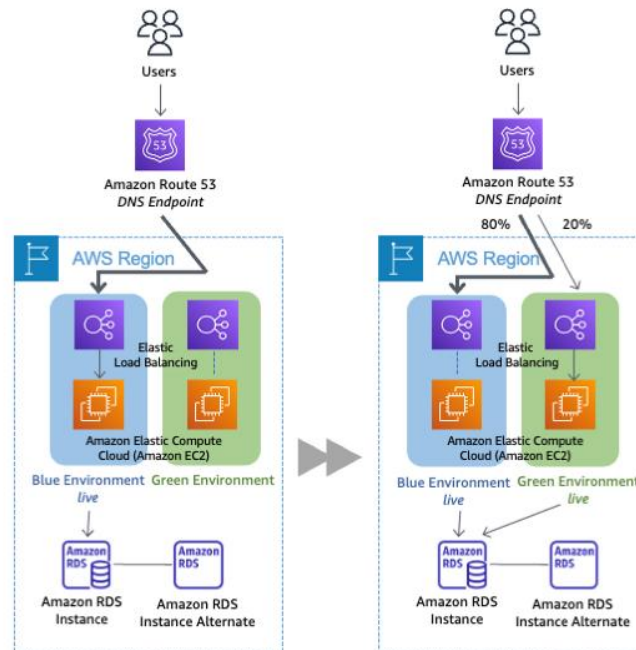 Users
53
Amazon Route 53
DNS Endpoint
AWS Region
Elastic
Load Balancing
Amazon Elastic Compute
Cloud (Amazon EC2)
Blue Environment
live
Green Environment
Amazon
RDS
Amazon RDS
Instance
Amazon
RDS
Amazon RDS
Instance Alternate
Users
53
Amazon Route 53
DNS Endpoint
80%
20%
AWS Region
Elastic
Load Balancing
Amazon Elastic Compute
Cloud (Amazon EC2)
Blue Environment
live
Green Environment
live
Amazon
RDS
Amazon RDS
Instance
Amazon
RDS
Amazon RDS
Instance Alternate